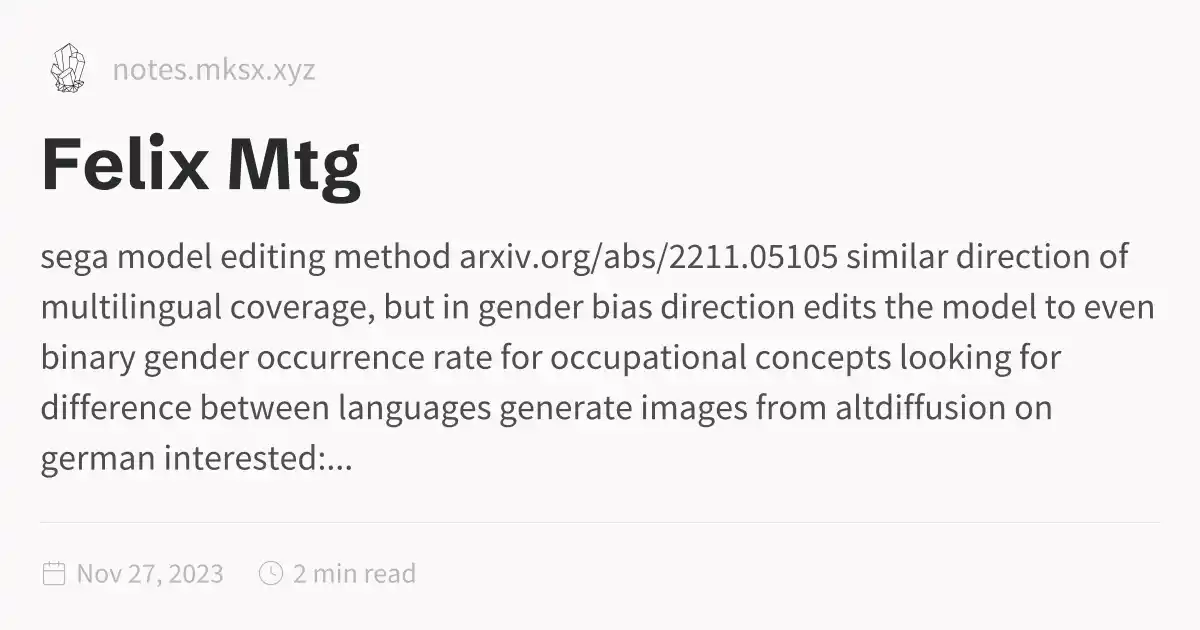 notes.mksx.xyz
Felix Mtg
sega model editing method arxiv.org/abs/2211.05105 similar direction of
multilingual coverage, but in gender bias direction edits the model to even
binary gender occurrence rate for occupational concepts looking for
difference between languages generate images from altdiffusion on
german interested:...
Nov 27, 2023 2 min read